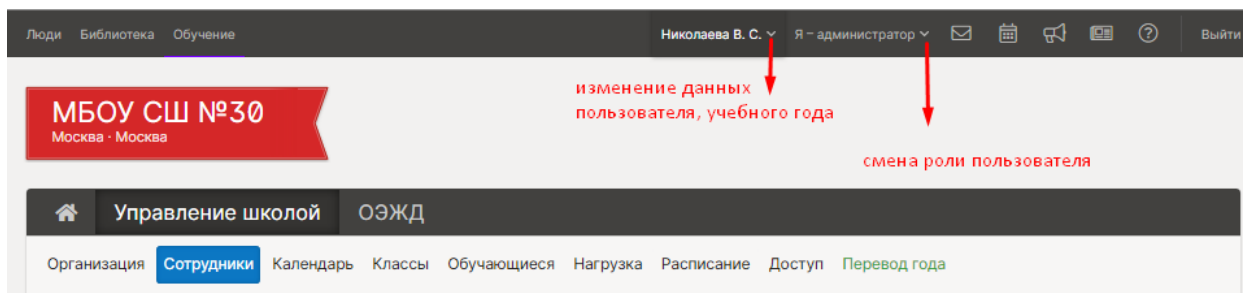 Люди Библиотека Обучение Николаева В. С. Я – администратор Выйти
изменение данных
пользователя, учебного года
МБОУ СШ №30
Москва · Москва
смена роли пользователя
Управление школой ОЭЖД
Организация Сотрудники Календарь Классы Обучающиеся Нагрузка Расписание Доступ Перевод года